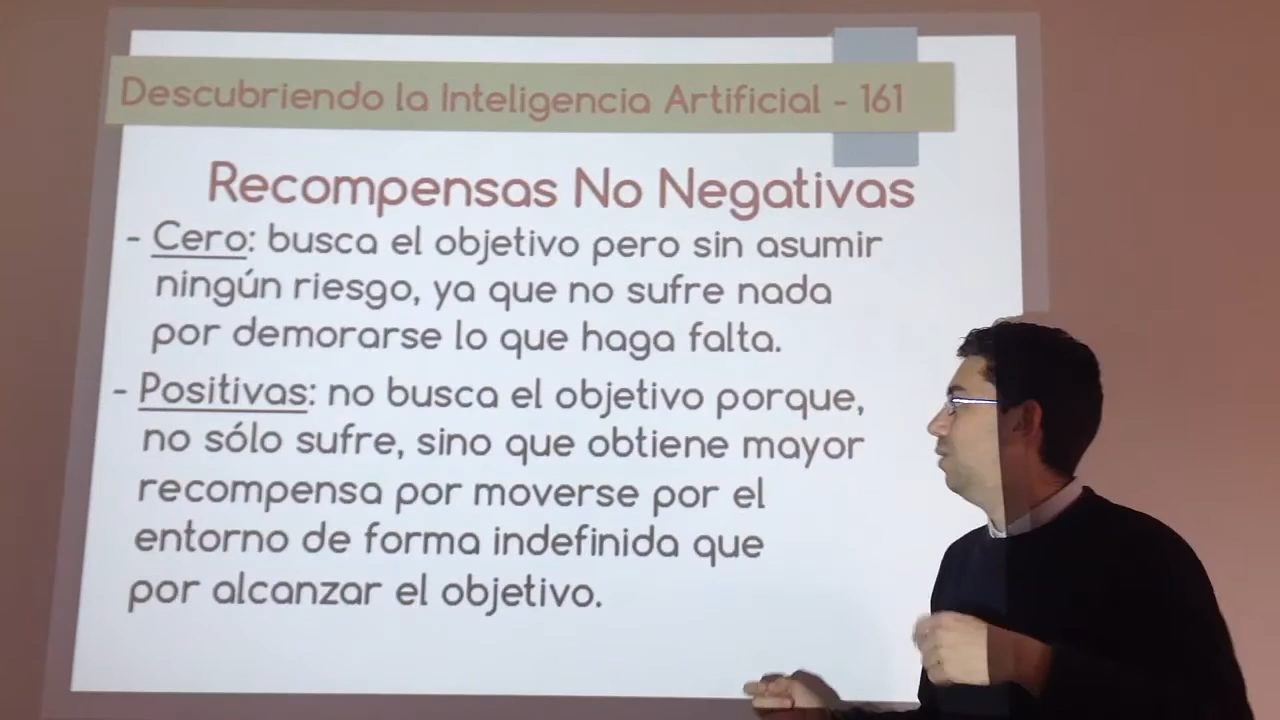 Descubriendo la Inteligencia Artificial - 161
Recompensas No Negativas
- Cero: busca el objetivo pero sin asumir
ningún riesgo, ya que no sufre nada
por demorarse lo que haga falta.
- Positivas: no busca el objetivo porque,
no sólo sufre, sino que obtiene mayor
recompensa por moverse por el
entorno de forma indefinida que
por alcanzar el objetivo.